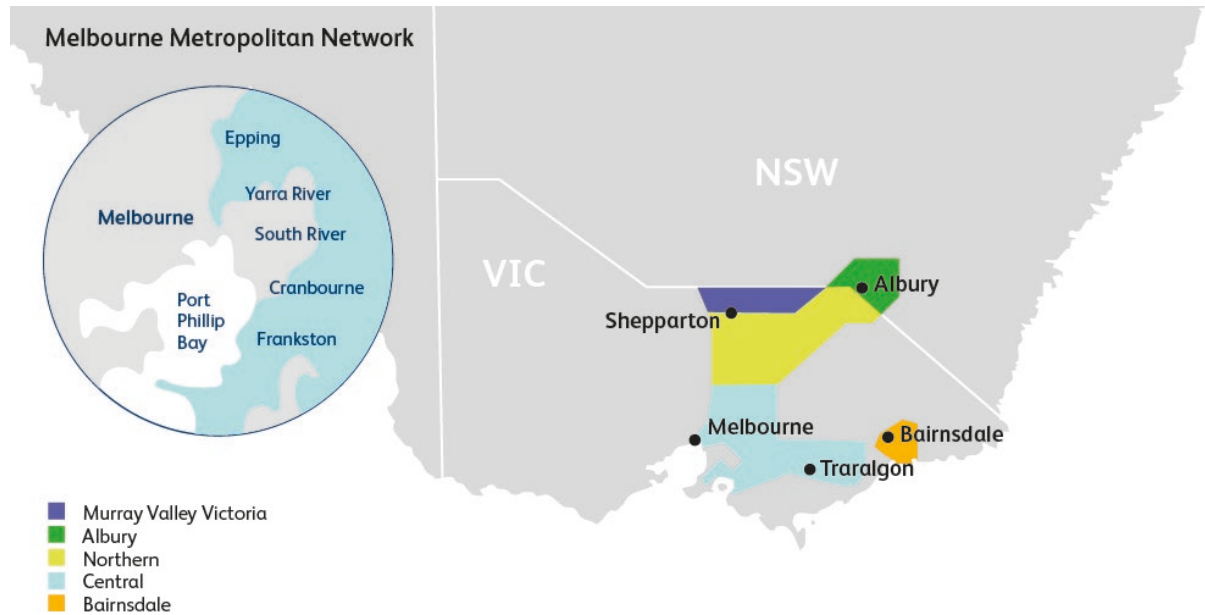 Melbourne Metropolitan Network
Epping
Yarra River
Melbourne
South River
Cranbourne
Port
Phillip
Bay
Frankston
NSW
VIC
Albury
Shepparton
Melbourne
Bairnsdale
Traralgon
Murray Valley Victoria
Albury
Northern
Central
Bairnsdale